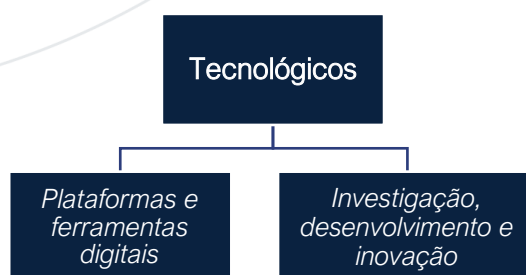 Tecnológicos
Plataformas e
ferramentas
digitais
Investigação,
desenvolvimento e
inovação